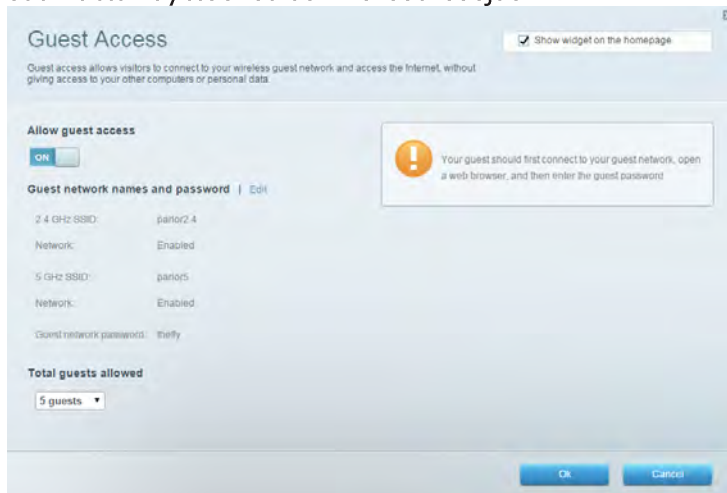 Guest Access
Show widget on the homepage
Guest access allows visitors to connect to your wireless guest network and access the Internet, without
giving access to your other computers or personal data
Allow guest access
ON
Your guest should first connect to your guest network, open
a web browser, and then enter the guest password
Guest network names and password | Edit
2.4 GHz SSID:
Network: Enabled
5 GHz SSID:
Network: Enabled
Guest network password:
Total guests allowed
5 guests
Ok
Cancel